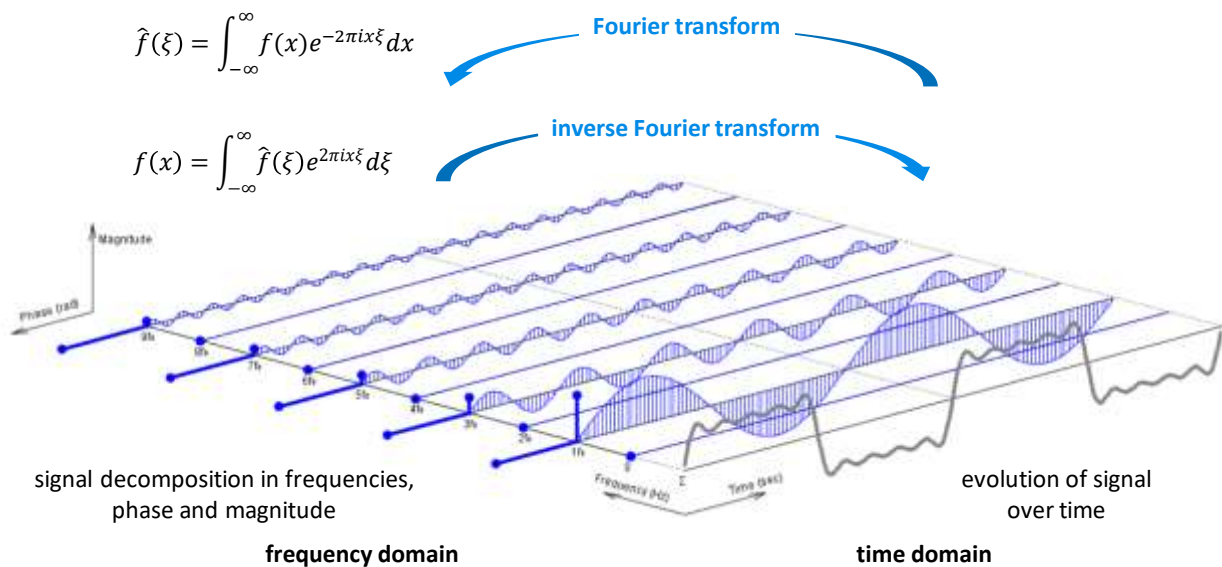 f̂(ξ) = ∫_{-∞}^{∞} f(x)e^{-2πixξ}dx
Fourier transform
inverse Fourier transform
f(x) = ∫_{-∞}^{∞} f̂(ξ)e^{2πixξ}dξ
Magnitude
Phase (rad)
9f₀
8f₀
7f₀
6f₀
5f₀
4f₀
3f₀
2f₀
1f₀
0
Σ
Frequency (Hz)
Time (sec)
signal decomposition in frequencies,
phase and magnitude
evolution of signal
over time
frequency domain
time domain